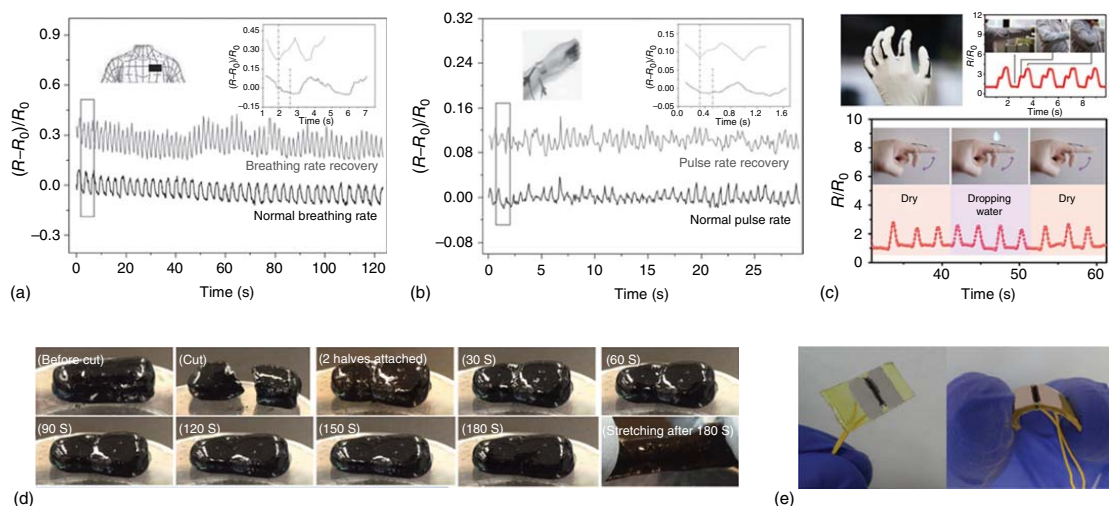 0.9
0.6
0.3
0.0
−0.3
(R–R₀)/R₀
0.45
0.30
0.15
0.00
−0.15
(R–R₀)/R₀
1 2 3 4 5 6 7
Time (s)
Breathing rate recovery
Normal breathing rate
0 20 40 60 80 100 120
Time (s)
(a)
0.32
0.24
0.16
0.08
0.00
−0.08
(R–R₀)/R₀
0.15
0.10
0.05
0.00
−0.05
(R–R₀)/R₀
0.0 0.4 0.8 1.2 1.6
Time (s)
Pulse rate recovery
Normal pulse rate
0 5 10 15 20 25
Time (s)
(b)
R/R₀
4
2
0
2 4 6 8
Time (s)
10
8
6
4
2
0
R/R₀
Dry
Dropping
water
Dry
40 50 60
Time (s)
(c)
(Before cut)
(Cut)
(2 halves attached)
(30 S)
(60 S)
(90 S)
(120 S)
(150 S)
(180 S)
(Stretching after 180 S)
(d)
(e)